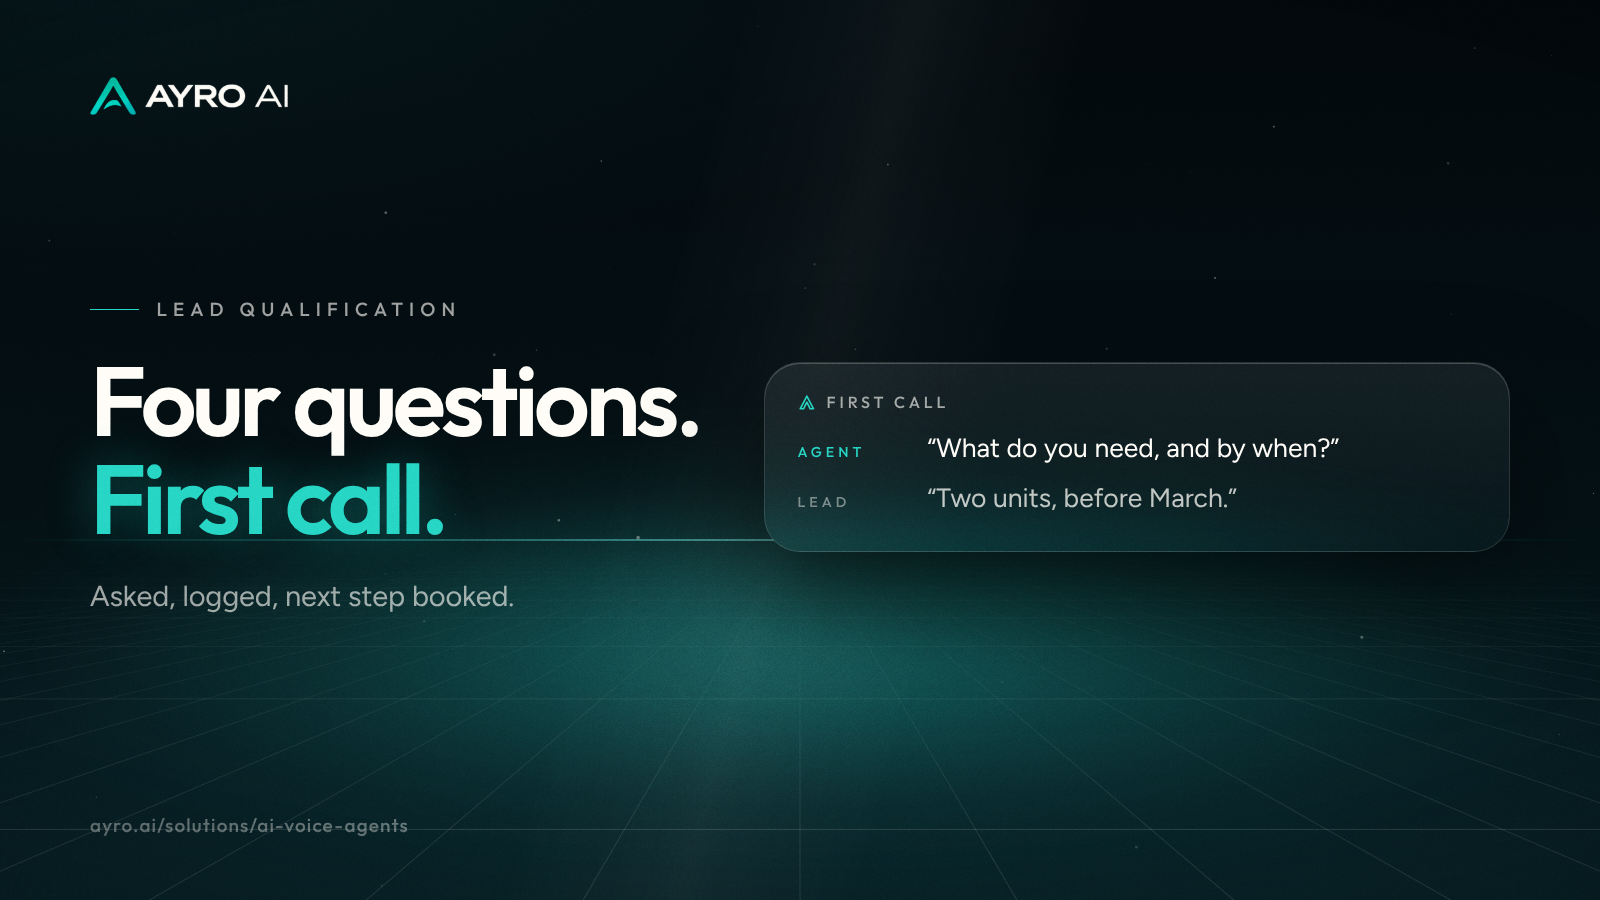 AYRO AI
LEAD QUALIFICATION
Four questions.
First call.
Asked, logged, next step booked.
FIRST CALL
AGENT “What do you need, and by when?”
LEAD “Two units, before March.”
ayro.ai/solutions/ai-voice-agents